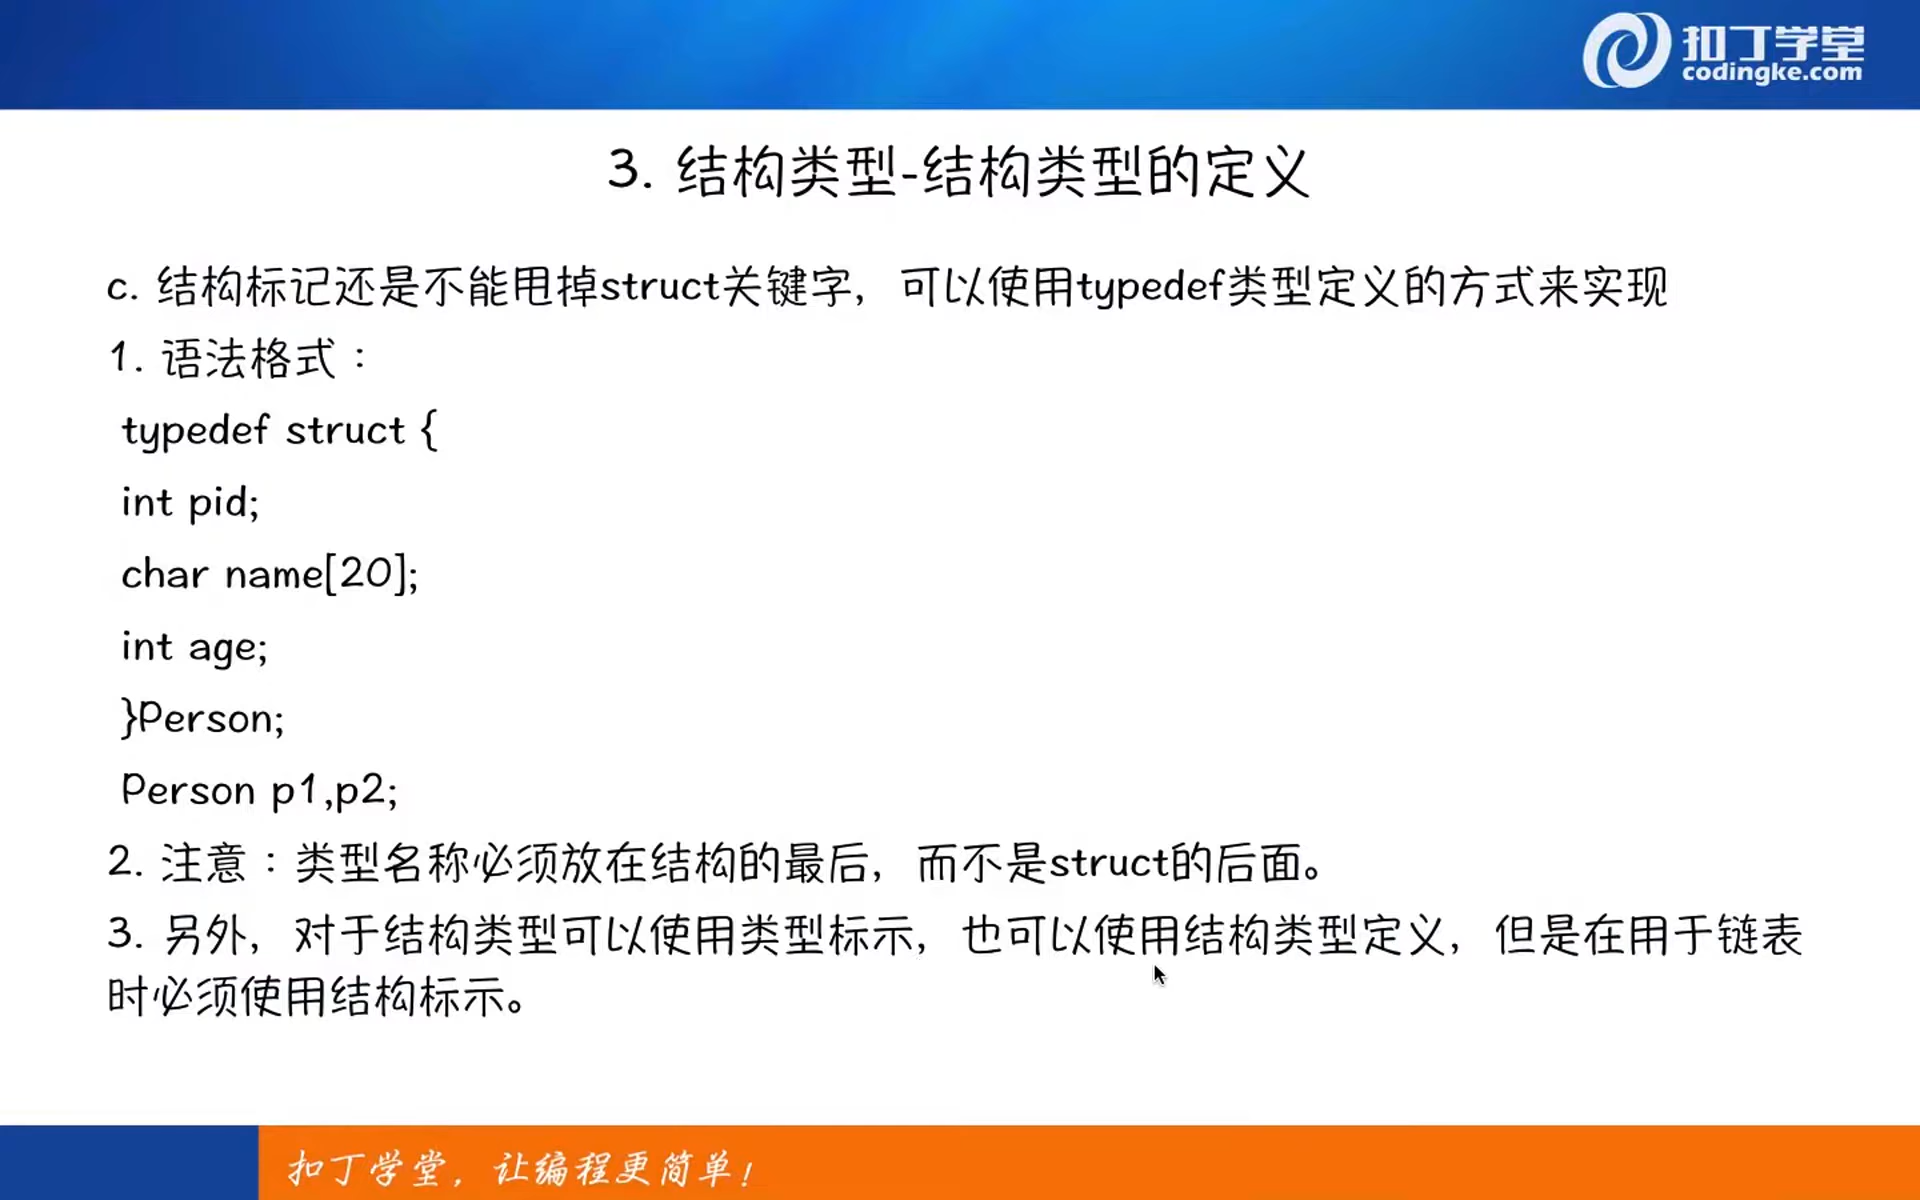 扣丁学堂
codingke.com
3. 结构类型-结构类型的定义
c. 结构标记还是不能甩掉struct关键字，可以使用typedef类型定义的方式来实现
1. 语法格式：
typedef struct {
int pid;
char name[20];
int age;
}Person;
Person p1,p2;
2. 注意：类型名称必须放在结构的最后，而不是struct的后面。
3. 另外，对于结构类型可以使用类型标示，也可以使用结构类型定义，但是在用于链表
时必须使用结构标示。
扣丁学堂，让编程更简单！